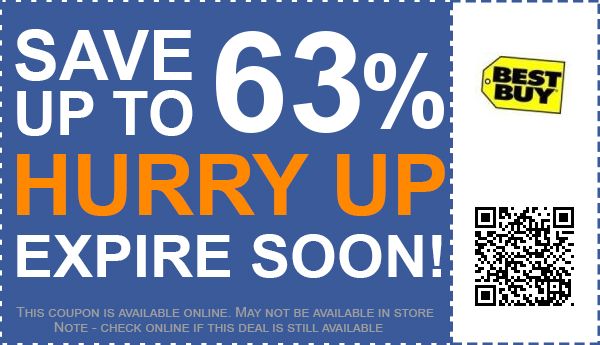 SAVE
UP TO 63%
HURRY UP
EXPIRE SOON!
This coupon is available online. May not be available in store
Note - check online if this deal is still available
BEST
BUY